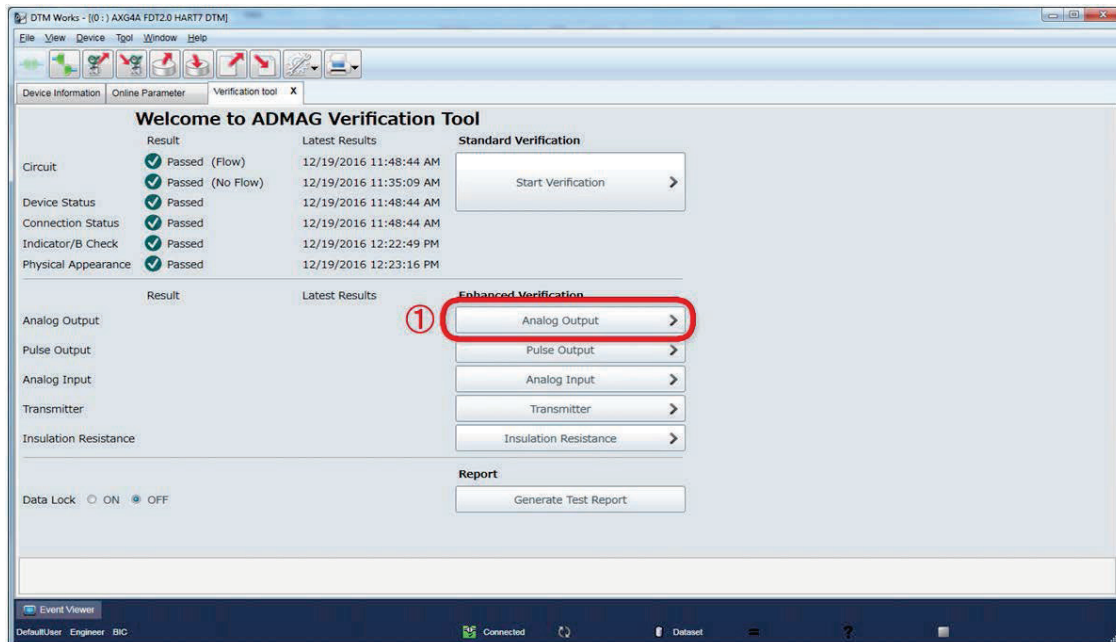 DTM Works - [(0 : ) AXG4A FDT2.0 HART7 DTM]
File View Device Tool Window Help
Device Information Online Parameter Verification tool X
Welcome to ADMAG Verification Tool
Result Latest Results Standard Verification
Circuit
Passed (Flow) 12/19/2016 11:48:44 AM
Passed (No Flow) 12/19/2016 11:35:09 AM
Start Verification
Device Status Passed 12/19/2016 11:48:44 AM
Connection Status Passed 12/19/2016 11:48:44 AM
Indicator/B Check Passed 12/19/2016 12:22:49 PM
Physical Appearance Passed 12/19/2016 12:23:16 PM
Result Latest Results Enhanced Verification
Analog Output ① Analog Output
Pulse Output Pulse Output
Analog Input Analog Input
Transmitter Transmitter
Insulation Resistance Insulation Resistance
Report
Data Lock ON OFF Generate Test Report
Event Viewer
DefaultUser Engineer BIC Connected Dataset = ?